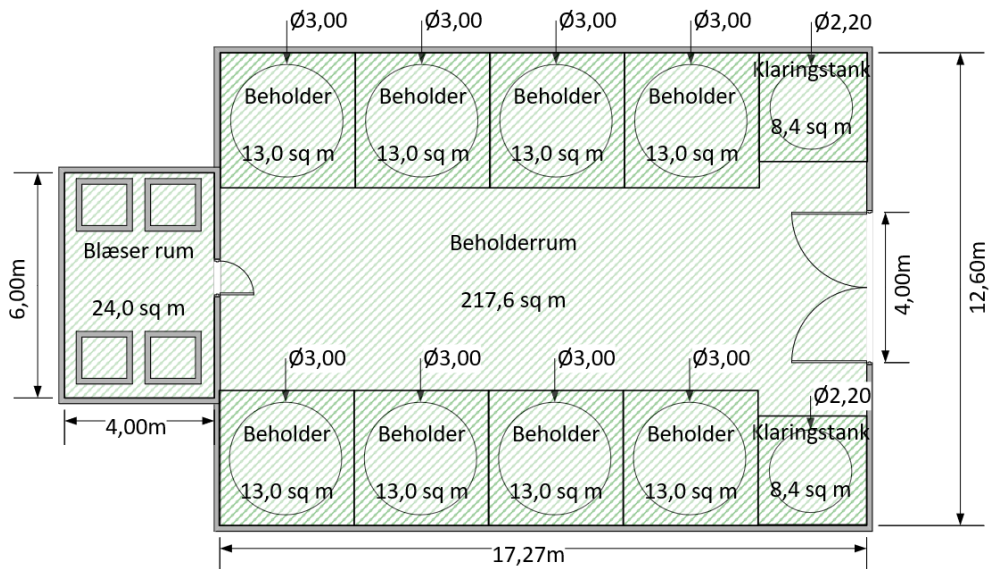 Ø3,00 Ø3,00 Ø3,00 Ø3,00 Ø2,20
Klaringstank
Beholder Beholder Beholder Beholder
8,4 sq m
13,0 sq m 13,0 sq m 13,0 sq m 13,0 sq m
Beholderrum
Blæser rum
6,00m
4,00m
12,60m
217,6 sq m
24,0 sq m
Ø3,00 Ø3,00 Ø3,00 Ø3,00
Ø2,20
4,00m
Beholder Beholder Beholder Beholder Klaringstank
13,0 sq m 13,0 sq m 13,0 sq m 13,0 sq m 8,4 sq m
17,27m